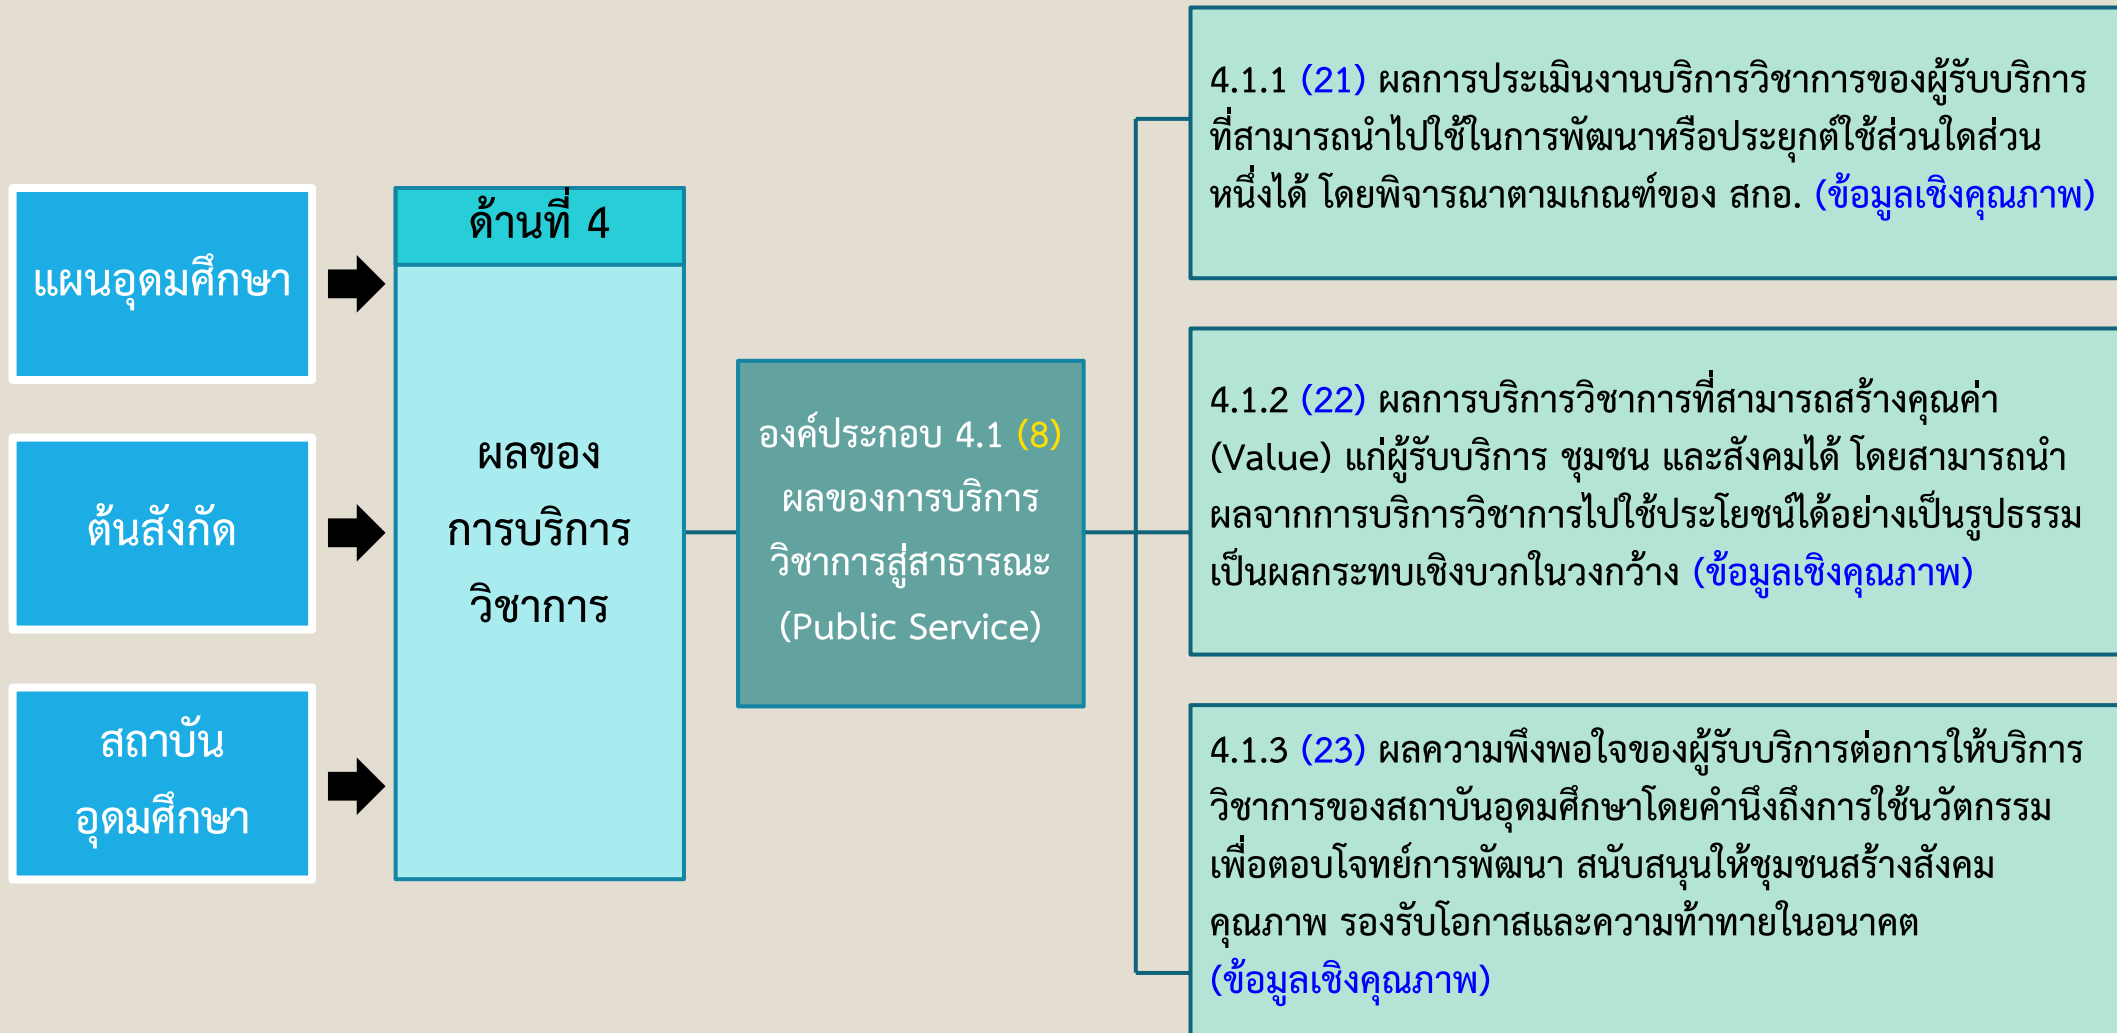 แผนอุดมศึกษา
ต้นสังกัด
สถาบัน
อุดมศึกษา
ด้านที่ 4
ผลของ
การบริการ
วิชาการ
องค์ประกอบ 4.1 (8)
ผลของการบริการ
วิชาการสู่สาธารณะ
(Public Service)
4.1.1 (21) ผลการประเมินงานบริการวิชาการของผู้รับบริการ
ที่สามารถนำไปใช้ในการพัฒนาหรือประยุกต์ใช้ส่วนใดส่วน
หนึ่งได้ โดยพิจารณาตามเกณฑ์ของ สกอ. (ข้อมูลเชิงคุณภาพ)
4.1.2 (22) ผลการบริการวิชาการที่สามารถสร้างคุณค่า
(Value) แก่ผู้รับบริการ ชุมชน และสังคมได้ โดยสามารถนำ
ผลจากการบริการวิชาการไปใช้ประโยชน์ได้อย่างเป็นรูปธรรม
เป็นผลกระทบเชิงบวกในวงกว้าง (ข้อมูลเชิงคุณภาพ)
4.1.3 (23) ผลความพึงพอใจของผู้รับบริการต่อการให้บริการ
วิชาการของสถาบันอุดมศึกษาโดยคำนึงถึงการใช้นวัตกรรม
เพื่อตอบโจทย์การพัฒนา สนับสนุนให้ชุมชนสร้างสังคม
คุณภาพ รองรับโอกาสและความท้าทายในอนาคต
(ข้อมูลเชิงคุณภาพ)